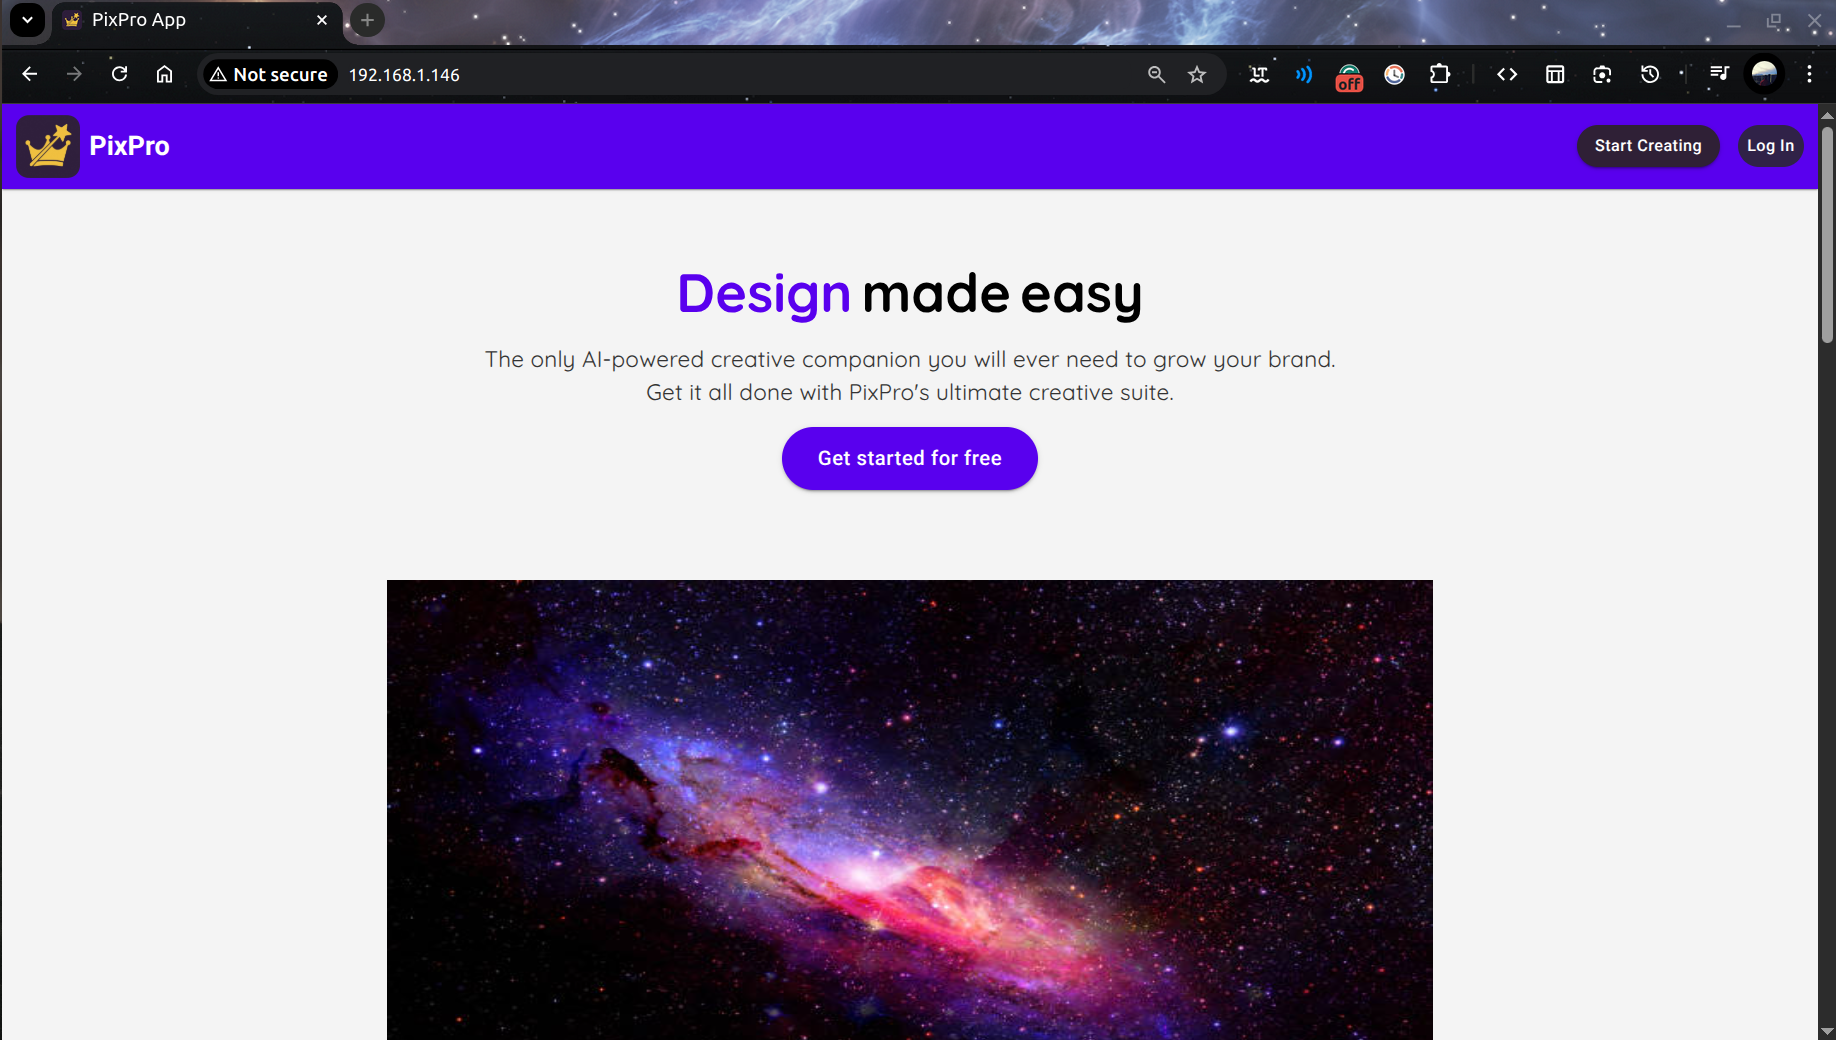 PixPro App
Not secure
192.168.1.146
LT
off
PixPro
Start Creating
Log In
Design made easy
The only AI-powered creative companion you will ever need to grow your brand.
Get it all done with PixPro's ultimate creative suite.
Get started for free